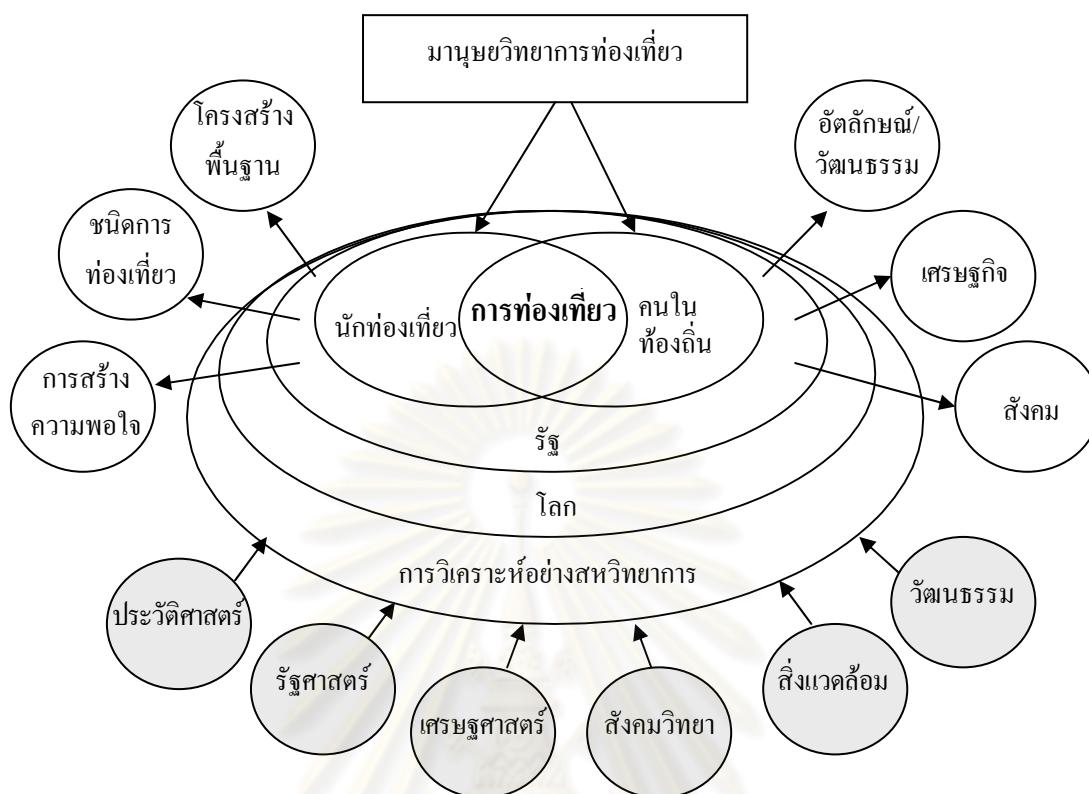 มานุษยวิทยาการท่องเที่ยว
โครงสร้าง
พื้นฐาน
อัตลักษณ์/
วัฒนธรรม
ชนิดการ
ท่องเที่ยว
เศรษฐกิจ
นักท่องเที่ยว
การท่องเที่ยว
คนใน
ท้องถิ่น
การสร้าง
ความพอใจ
สังคม
รัฐ
โลก
การวิเคราะห์อย่างสหวิทยาการ
ประวัติศาสตร์
วัฒนธรรม
รัฐศาสตร์
สิ่งแวดล้อม
เศรษฐศาสตร์
สังคมวิทยา